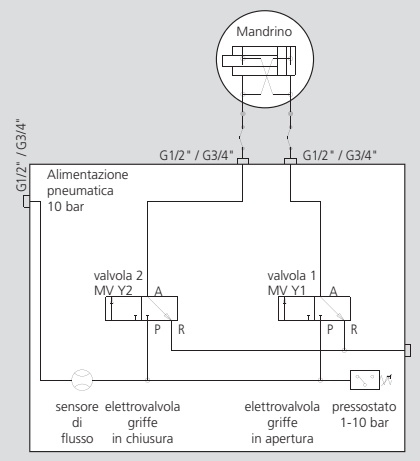 Mandrino
G1/2" / G3/4"
G1/2" / G3/4"
G1/2" / G3/4"
Alimentazione
pneumatica
10 bar
valvola 2
MV Y2
A
P
R
valvola 1
MV Y1
A
P
R
sensore
di
flusso
elettrovalvola
griffe
in chiusura
elettrovalvola
griffe
in apertura
pressostato
1-10 bar